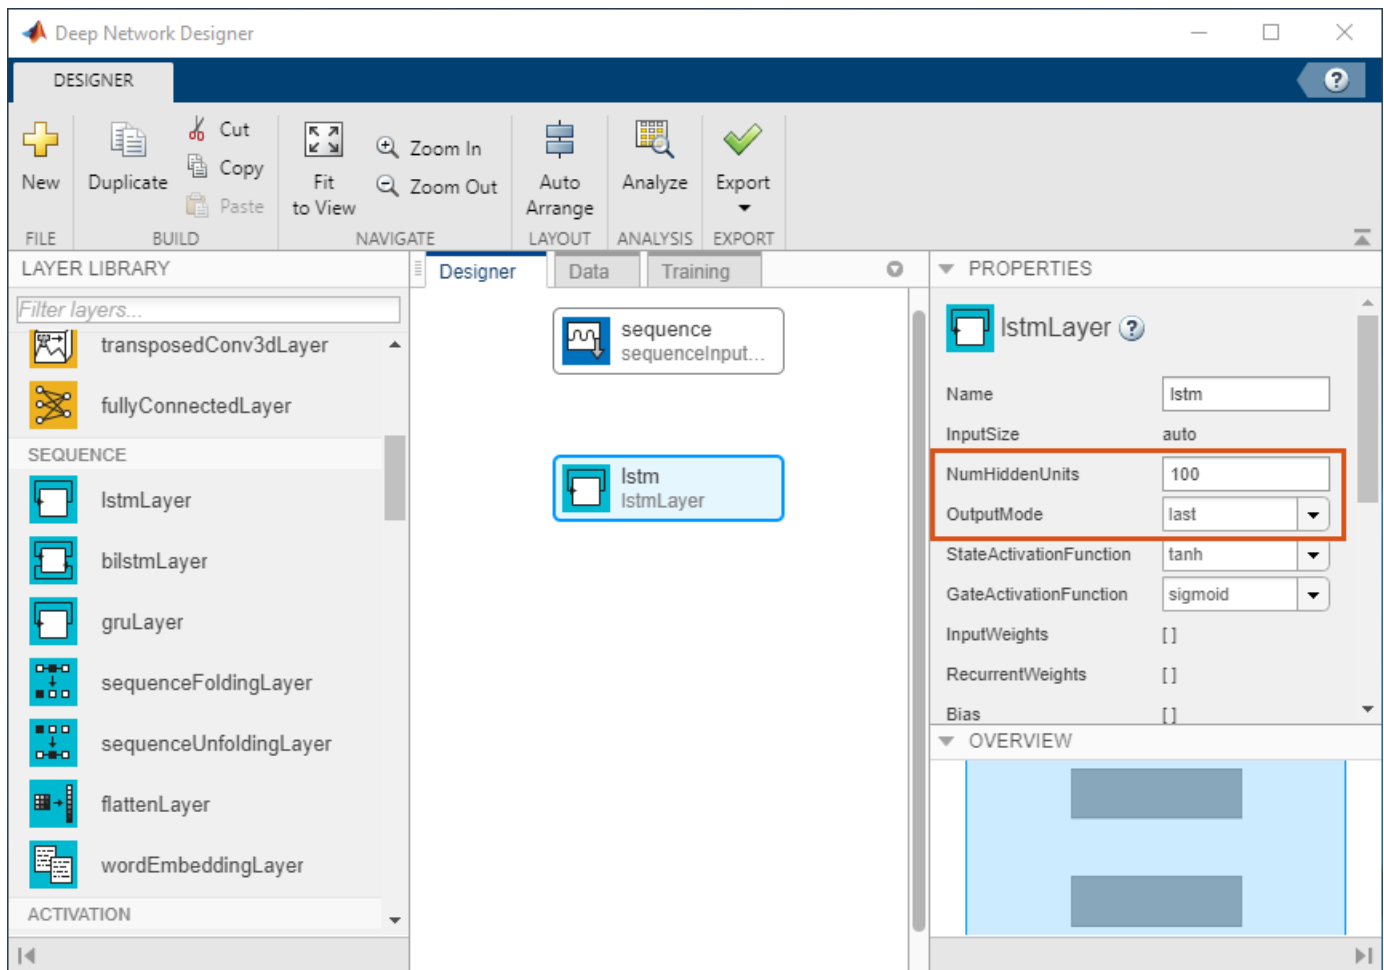 Deep Network Designer
DESIGNER
New
Duplicate
Cut
Copy
Paste
Fit
to View
Zoom In
Zoom Out
Auto
Arrange
Analyze
Export
FILE
BUILD
NAVIGATE
LAYOUT
ANALYSIS
EXPORT
LAYER LIBRARY
Filter layers...
transposedConv3dLayer
fullyConnectedLayer
SEQUENCE
lstmLayer
bilstmLayer
gruLayer
sequenceFoldingLayer
sequenceUnfoldingLayer
flattenLayer
wordEmbeddingLayer
ACTIVATION
Designer
Data
Training
sequence
sequenceInput...
lstm
lstmLayer
PROPERTIES
lstmLayer ?
Name lstm
InputSize auto
NumHiddenUnits 100
OutputMode last
StateActivationFunction tanh
GateActivationFunction sigmoid
InputWeights []
RecurrentWeights []
Bias []
OVERVIEW